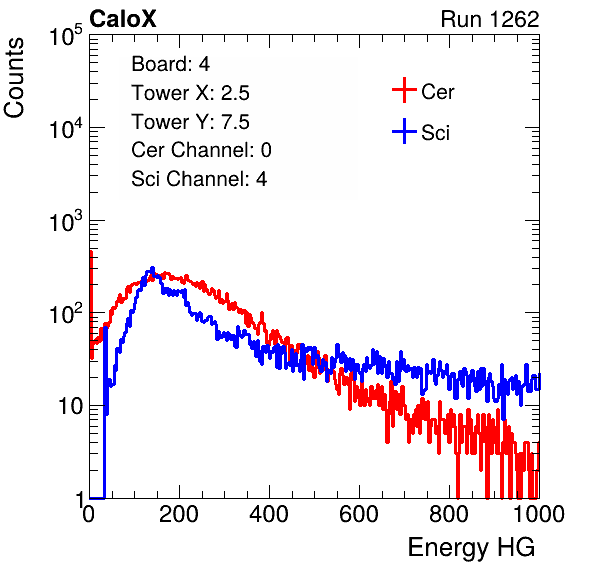 CaloX Run 1262
Counts
Board: 4
Tower X: 2.5
Tower Y: 7.5
Cer Channel: 0
Sci Channel: 4
Cer
Sci
10^5
10^4
10^3
10^2
10
1
0 200 400 600 800 1000
Energy HG